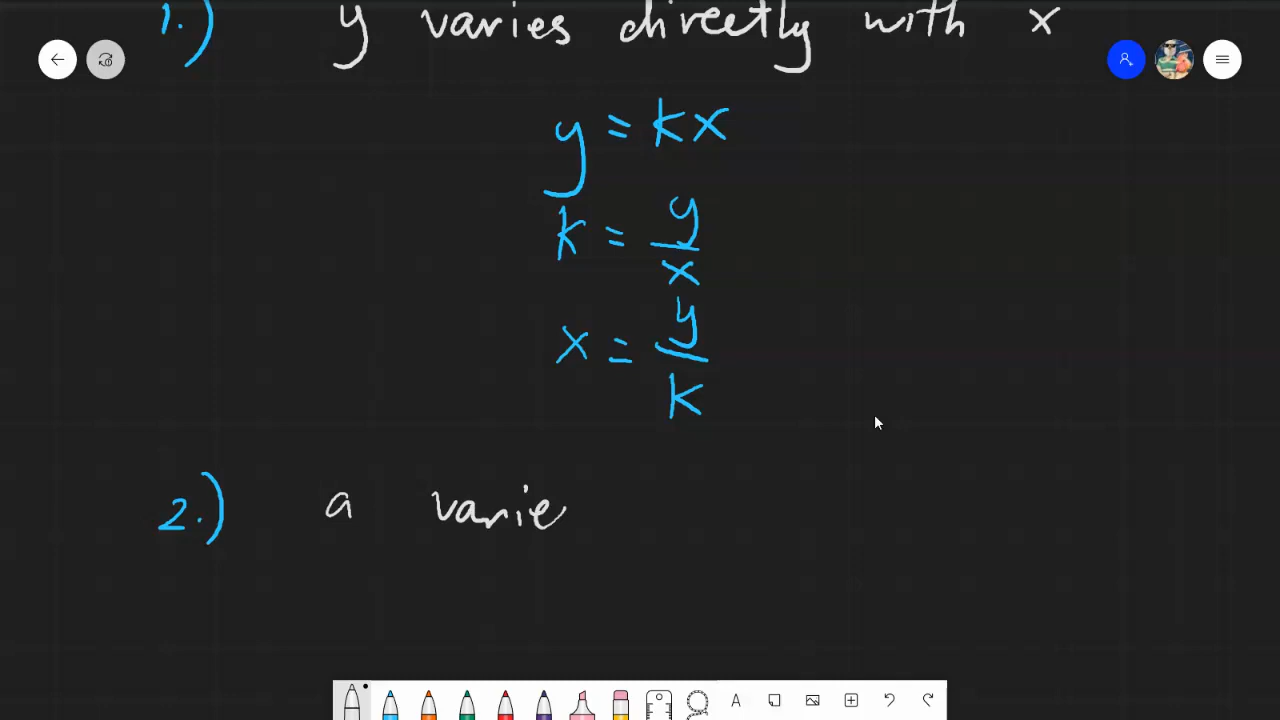 1.) y varies directly with x
y = kx
k = y/x
x = y/k
2.) a varie
A